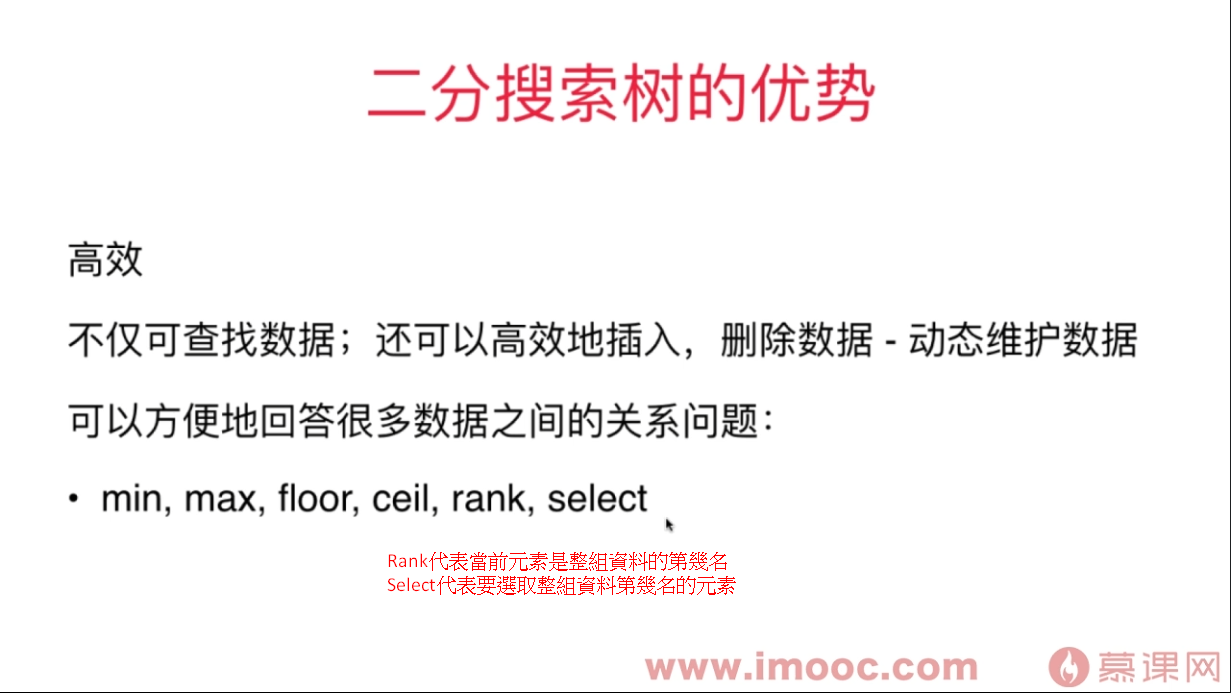 二分搜索树的优势
高效
不仅可查找数据；还可以高效地插入，删除数据 - 动态维护数据
可以方便地回答很多数据之间的关系问题：
• min, max, floor, ceil, rank, select
Rank代表當前元素是整組資料的第幾名
Select代表要選取整組資料第幾名的元素
www.imooc.com 慕课网